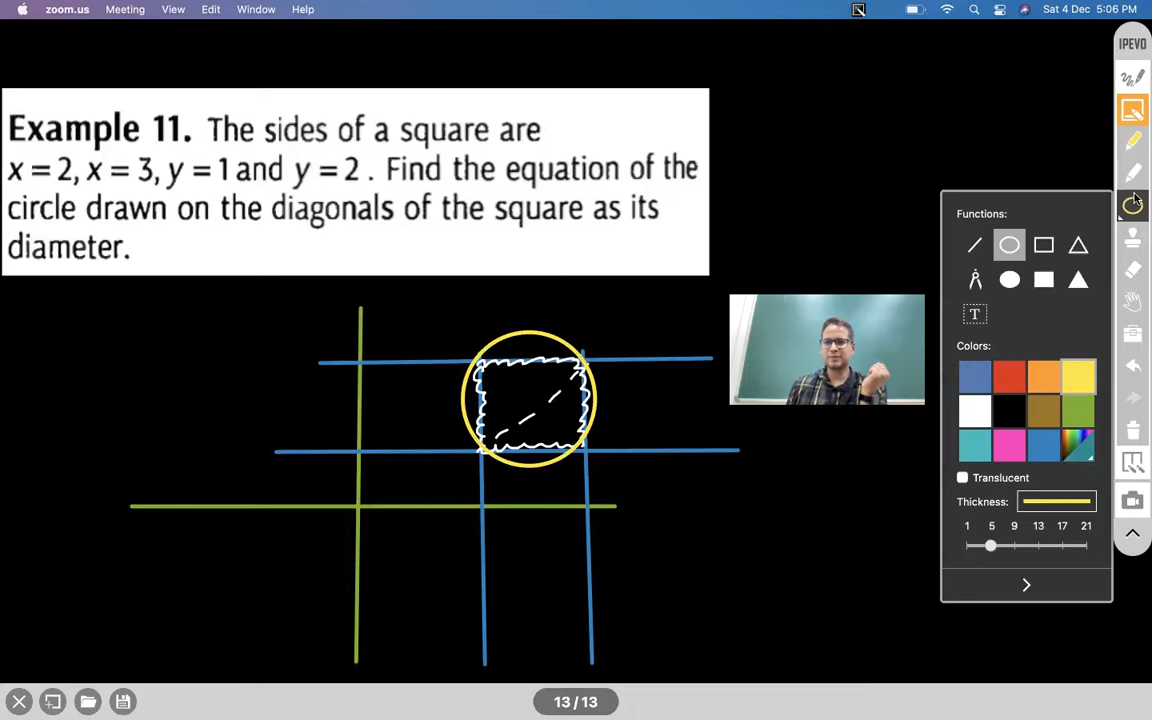 zoom.us Meeting View Edit Window Help Sat 4 Dec 5:06 PM
IPEVO
Example 11. The sides of a square are
x = 2, x = 3, y = 1 and y = 2 . Find the equation of the
circle drawn on the diagonals of the square as its
diameter.
Functions:
T
Colors:
Translucent
Thickness:
1 5 9 13 17 21
13 / 13